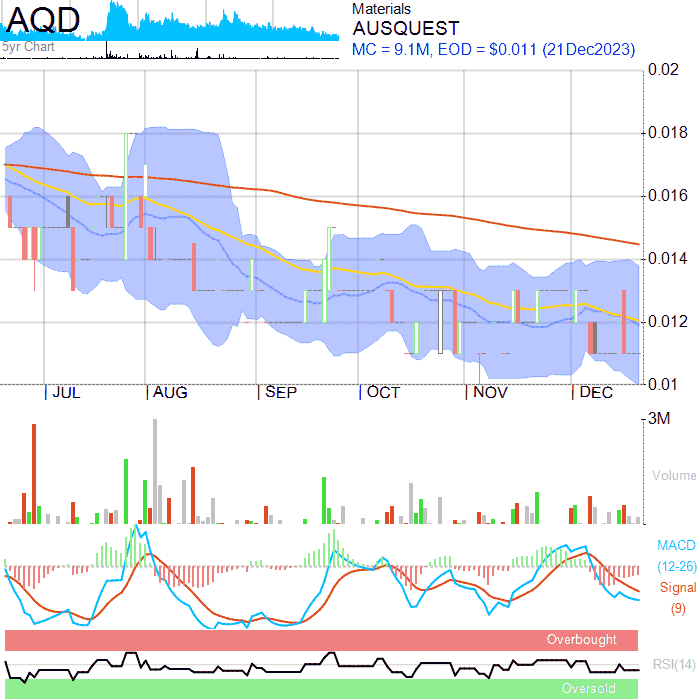 AQD
5yr Chart
Materials
AUSQUEST
MC = 9.1M, EOD = $0.011 (21Dec2023)
0.02
0.018
0.016
0.014
0.012
0.01
JUL AUG SEP OCT NOV DEC
3M
Volume
MACD
(12-26)
Signal
(9)
Overbought
RSI(14)
Oversold